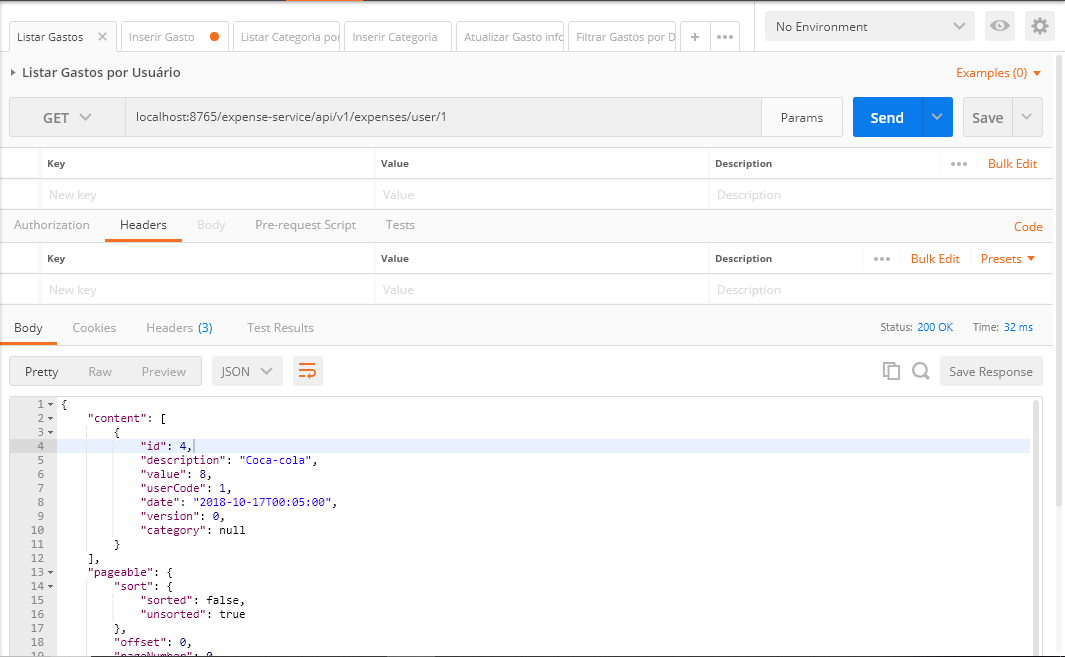 Listar Gastos Inserir Gasto Listar Categoria por Inserir Categoria Atualizar Gasto info Filtrar Gastos por D + ••• No Environment
Listar Gastos por Usuário Examples (0)
GET localhost:8765/expense-service/api/v1/expenses/user/1 Params Send Save
Key Value Description ••• Bulk Edit
New key Value Description
Authorization Headers Body Pre-request Script Tests Code
Key Value Description ••• Bulk Edit Presets
New key Value Description
Body Cookies Headers (3) Test Results Status: 200 OK Time: 32 ms
Pretty Raw Preview JSON Save Response
1 {
2 "content": [
3 {
4 "id": 4,
5 "description": "Coca-cola",
6 "value": 8,
7 "userCode": 1,
8 "date": "2018-10-17T00:05:00",
9 "version": 0,
10 "category": null
11 }
12 ],
13 "pageable": {
14 "sort": {
15 "sorted": false,
16 "unsorted": true
17 },
18 "offset": 0,
19 "pageNumber": 0,